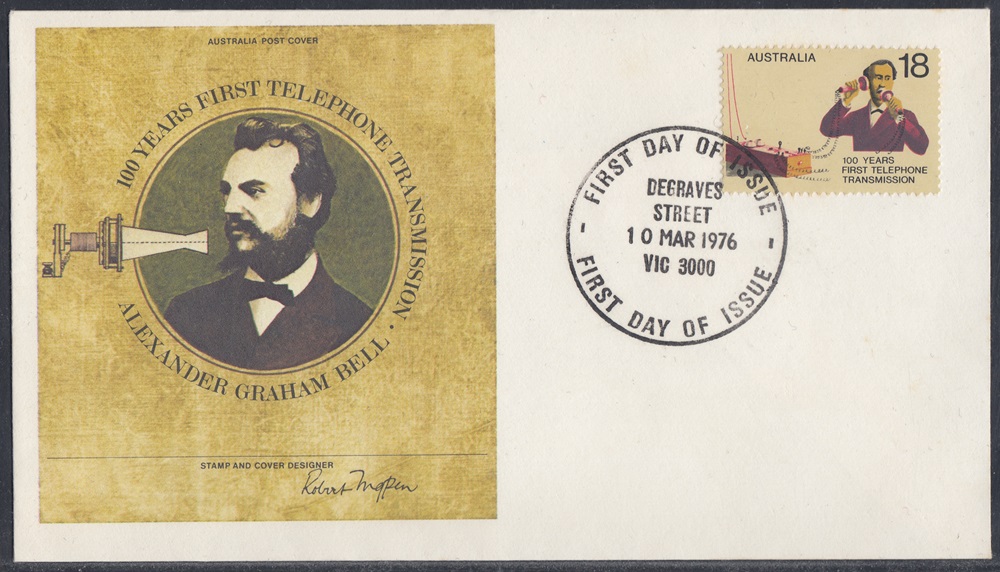 AUSTRALIA POST COVER
100 YEARS FIRST TELEPHONE TRANSMISSION ·
ALEXANDER GRAHAM BELL
STAMP AND COVER DESIGNER
Robert
AUSTRALIA 18
100 YEARS
FIRST TELEPHONE
TRANSMISSION
- FIRST DAY OF ISSUE -
DEGRAVES
STREET
10 MAR 1976
VIC 3000
FIRST DAY OF ISSUE